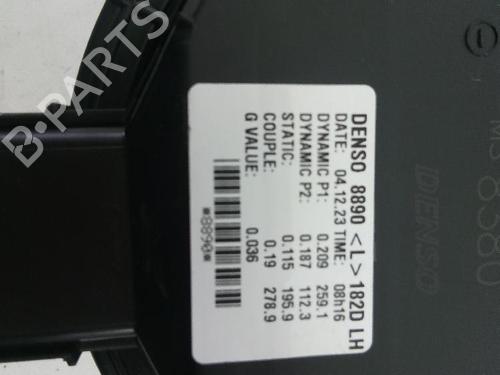 DENSO 8890 <L>182D LH
DATE: 04.12.23 TIME: 08h16
DYNAMIC P1: 0.209 259.1
DYNAMIC P2: 0.187 112.3
STATIC: 0.115 195.9
COUPLE: 0.19 278.9
G VALUE: 0.036
*8890*
DENSO
B-PARTS